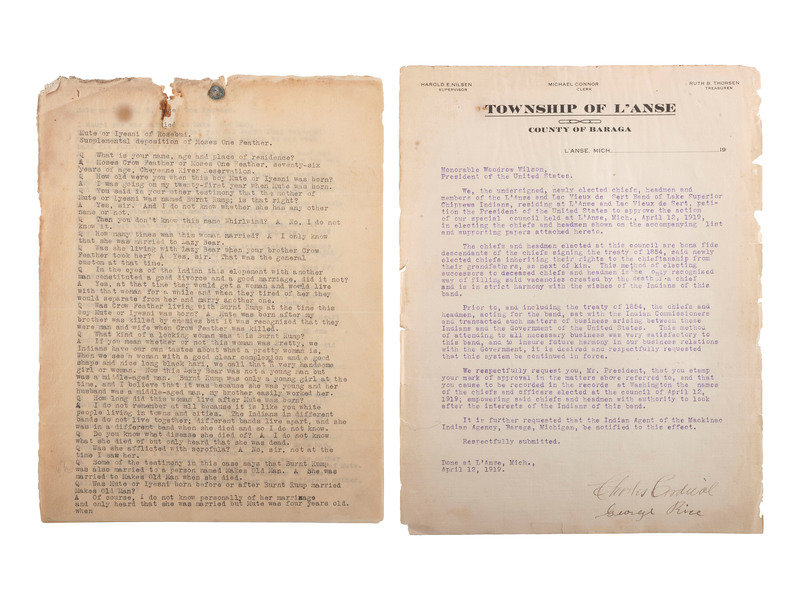 Mute or Iyeani of Rosebud.
Supplemental deposition of Moses One Feather.
Q What is your name, age and place of residence?
A Moses Crow Feather or Moses One Feather, seventy-six
years of age, Cheyenne River Reservation.
Q How old were you when this boy Mute or Iyeani was born?
A I was going on my twenty-first year when Mute was born.
Q You said in your other testimony that the mother of
Mute or Iyeani was named Burnt Rump; is that right?
A Yes, sir. And I do not know whether she has any other
name or not.
Q Then you don't know this name Whirlwind? A No, I do not
know it.
Q How many times was this woman married? A I only know
that she was married to Lazy Bear.
Q Was she living with Lazy Bear when your brother Crow
Feather took her? A Yes, sir. That was the general
custom at that time.
Q In the eyes of the Indian this elopement with another
man constituted a good divorce and a good marriage, did it not?
A Yes, at that time they would get a woman and would live
with that woman for a while and when they tired of her they
would separate from her and marry another one.
Q Was Crow Feather living with Burnt Rump at the time this
boy Mute or Iyeani was born? A Mute was born after my
brother was killed by enemies but it was recognized that they
were man and wife when Crow Feather was killed.
Q What kind of a looking woman was this Burnt Rump?
A If you mean whether or not this woman was pretty, we
Indians have our own tastes about what a pretty woman is.
When we see a woman with a good clear complexion and a good
shape and nice long black hair, we call that a very handsome
girl or woman. Now this Lazy Bear was not a young man but
was a middle-aged man. Burnt Rump was only a young girl at the
time, and I believe that it was because she was young and her
husband was a middle-aged man, my brother easily worked her.
Q How long did this woman live after Mute was born?
A I do not remember at all because it is like you white
people living in towns and cities. The Indians in different
bands do not live together; different bands live apart, and she
was in a different band when she died and so I do not know.
Q Do you know what disease she died of? A I do not know
what she died of but only heard that she was dead.
Q Was she afflicted with scrofula? A No, sir, not at the
time I saw her.
Q Some of the testimony in this case says that Burnt Rump
was also married to a person named Makes Old Man. A She was
married to Makes Old Man when she died.
Q Was Mute or Iyeani born before or after Burnt Rump married
Makes Old Man?
A Of course, I do not know personally of her marriage
and only heard that she was married but Mute was four years old.
when
HAROLD E. NILSEN
SUPERVISOR
MICHAEL CONNOR
CLERK
RUTH B. THORSEN
TREASURER
TOWNSHIP OF L'ANSE
COUNTY OF BARAGA
L'ANSE, MICH. 19
Honorable Woodrow Wilson,
President of the United States.
We, the undersigned, newly elected chiefs, headmen and
members of the L'Anse and Lac Vieux de Sert Band of Lake Superior
Chippewa Indians, residing at L'Anse and Lac Vieux de Sert, peti-
tion the President of the United States to approve the action
of our special council held at L'Anse, Mich., April 12, 1919,
in electing the chiefs and headmen shown on the accompanying list
and supporting papers attached hereto.
The chiefs and headmen elected at this council are bona fide
descendants of the chiefs signing the treaty of 1854, said newly
elected chiefs inheriting their rights to the chieftainship from
their grandfathers, as next of kin. This method of electing
successors to deceased chiefs and headmen is the only recognized
way of filling said vacancies created by the death of a chief
and is in strict harmony with the wishes of the Indians of this
band.
Prior to, and including the treaty of 1854, the chiefs and
headmen, acting for the band, sat with the Indian Commissioners
and transacted such matters of business arising between these
Indians and the Government of the United States. This method
of attending to all necessary business was very satisfactory to
this band, and to insure future harmony in our business relations
with the Government, it is desired and respectfully requested
that this system be continued in force.
We respectfully request you, Mr. President, that you stamp
your mark of approval in the matters above referred to, and that
you cause to be recorded in the records at Washington the names
of the chiefs and officers elected at the council of April 12,
1919; empowering said chiefs and headmen with authority to look
after the interests of the Indians of this band.
It is further requested that the Indian Agent of the Mackinac
Indian Agency, Baraga, Michigan, be notified to this effect.
Respectfully submitted.
Done at L'Anse, Mich.,
April 12, 1919.
George Rice